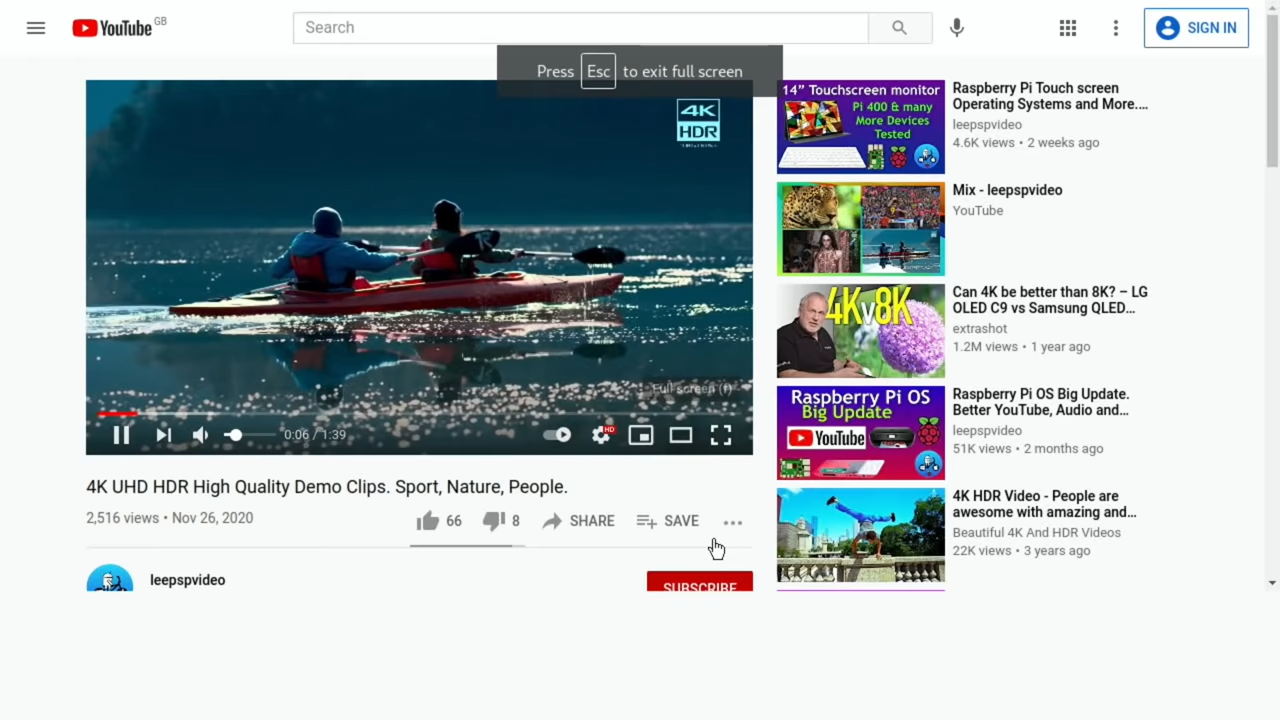 YouTube GB
Search
SIGN IN
Press Esc to exit full screen
4K
HDR
Full screen (f)
0:06 / 1:39
HD
4K UHD HDR High Quality Demo Clips. Sport, Nature, People.
2,516 views • Nov 26, 2020
66
8
SHARE
SAVE
leepspvideo
SUBSCRIBE
14” Touchscreen monitor
Pi 400 & many
More Devices
Tested
Raspberry Pi Touch screen
Operating Systems and More....
leepspvideo
4.6K views • 2 weeks ago
Mix - leepspvideo
YouTube
4KV8K
Can 4K be better than 8K? – LG
OLED C9 vs Samsung QLED...
extrashot
1.2M views • 1 year ago
Raspberry Pi OS
Big Update
YouTube
Raspberry Pi OS Big Update.
Better YouTube, Audio and...
leepspvideo
51K views • 2 months ago
4K HDR Video - People are
awesome with amazing and...
Beautiful 4K And HDR Videos
22K views • 3 years ago